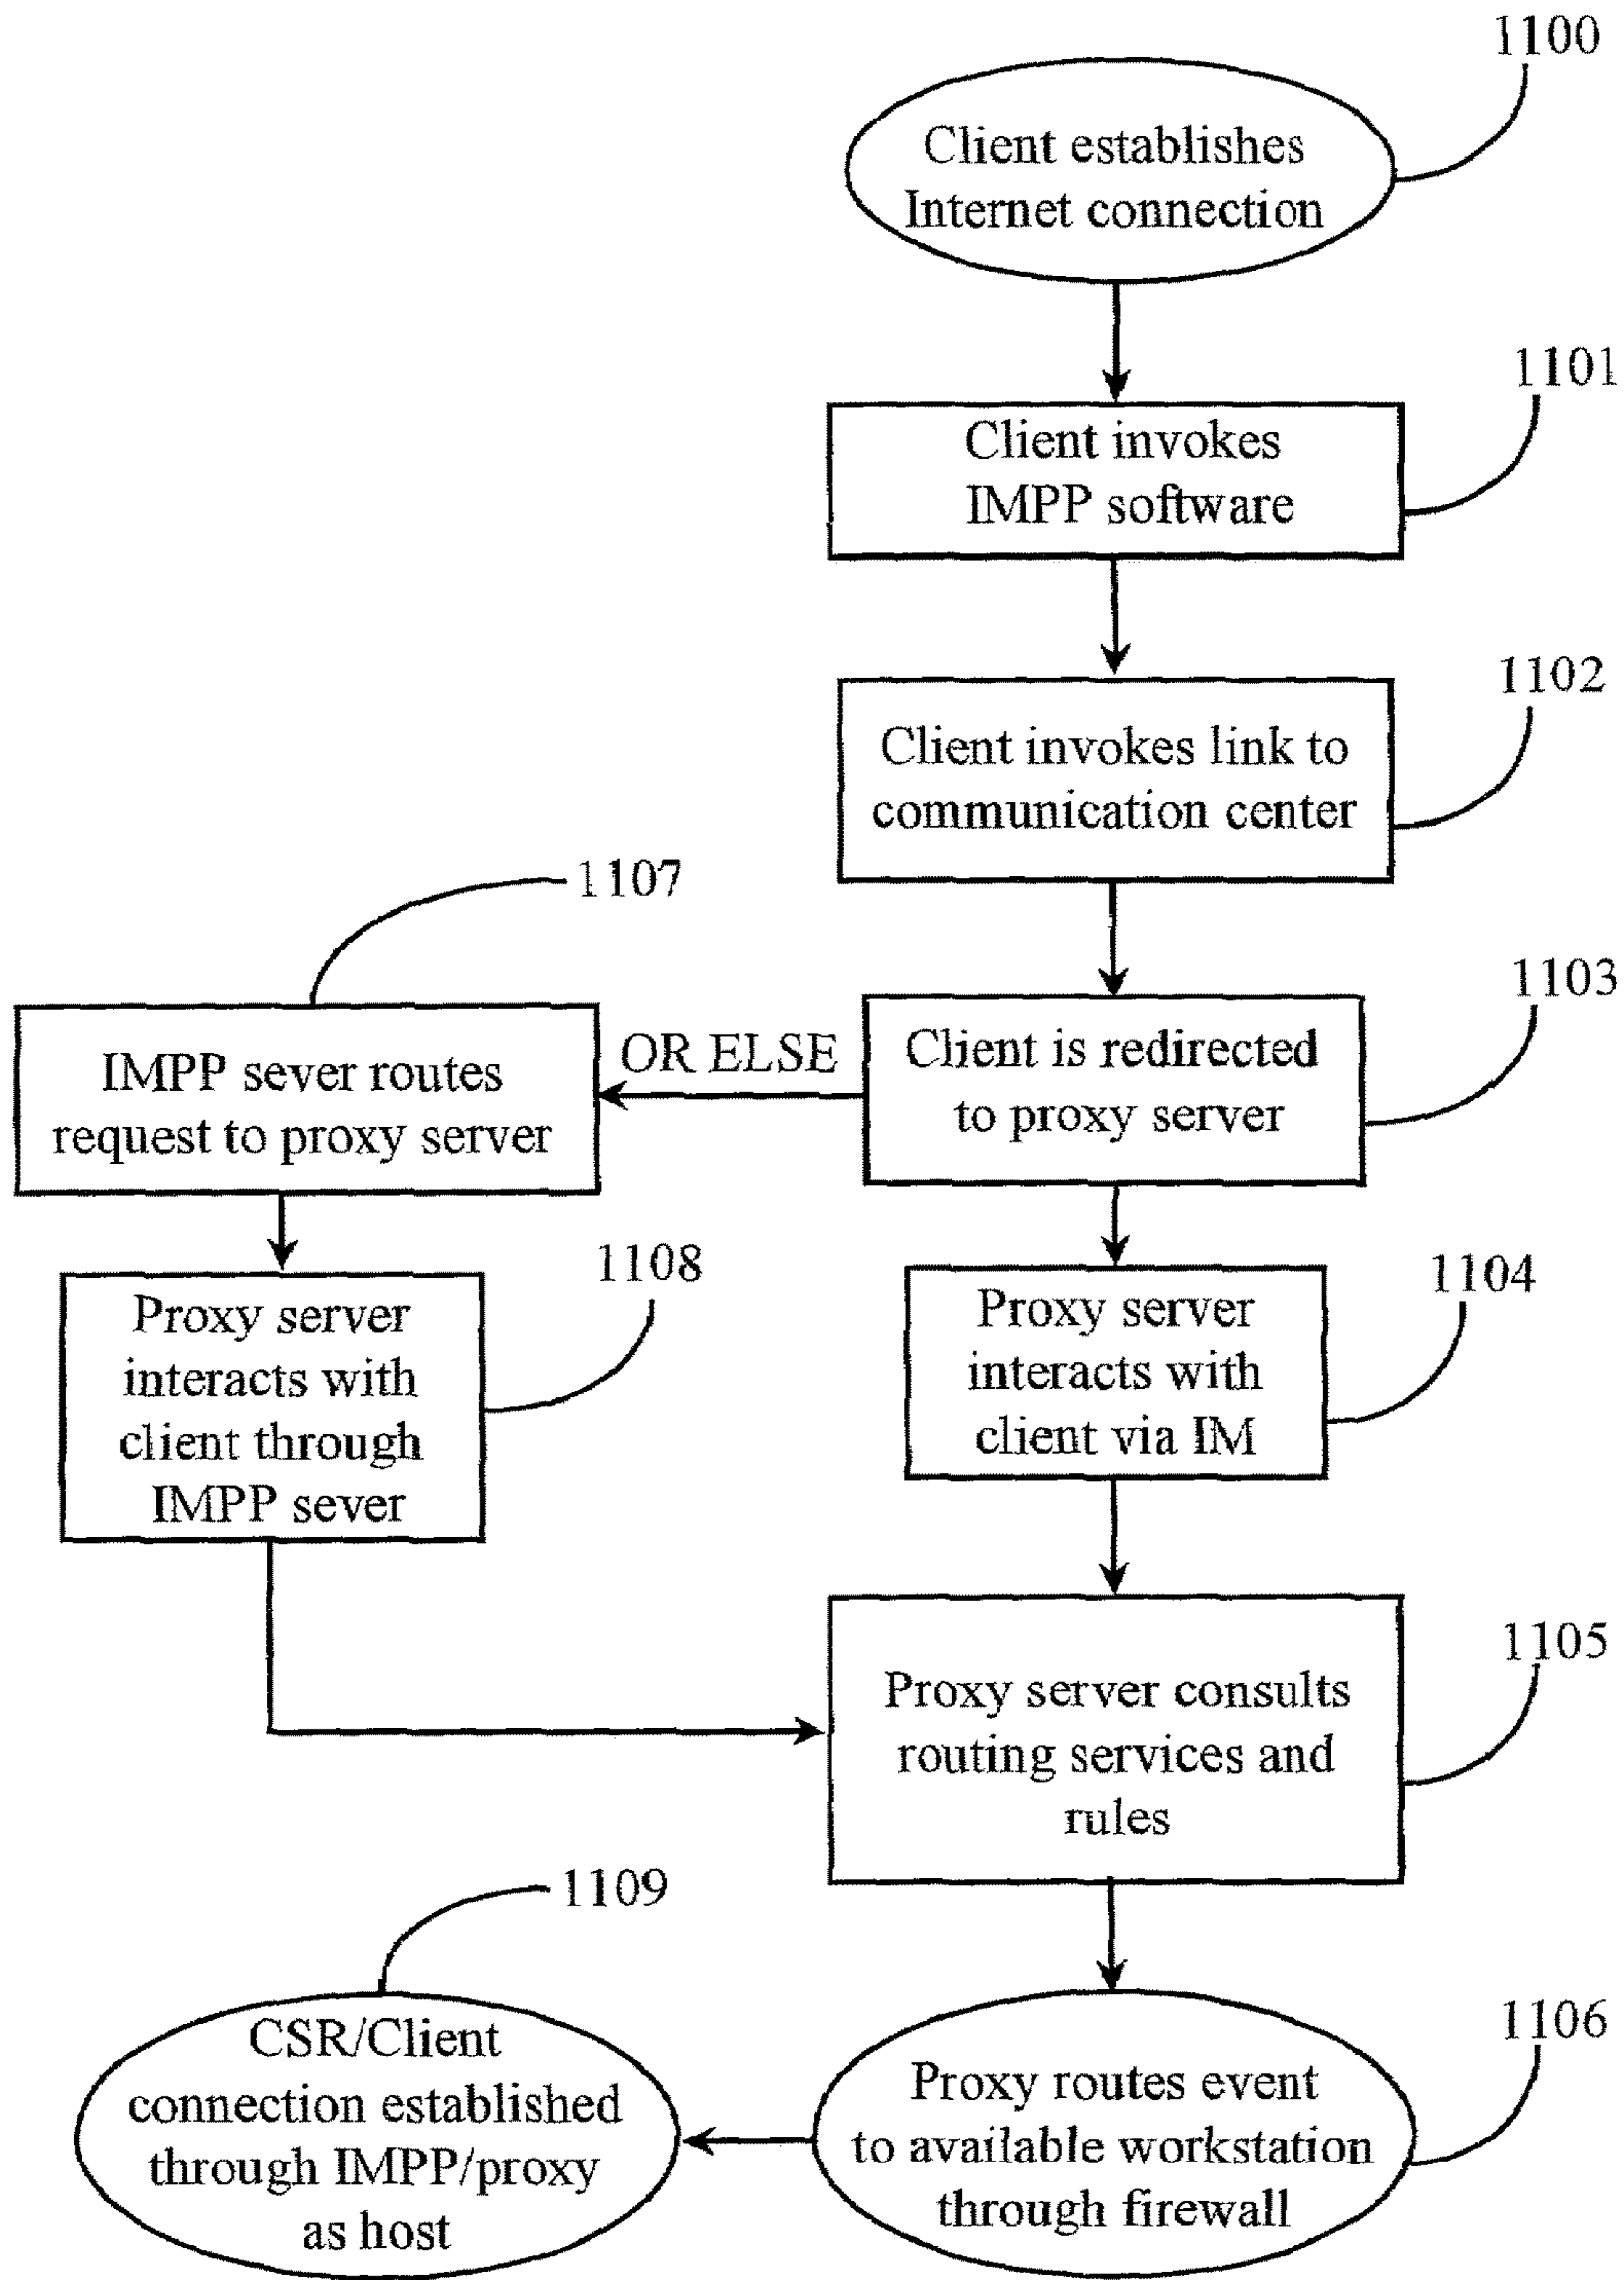 1100
Client establishes
Internet connection
1101
Client invokes
IMPP software
1102
Client invokes link to
communication center
1107
1103
IMPP sever routes
request to proxy server
OR ELSE
Client is redirected
to proxy server
1108
Proxy server
interacts with
client through
IMPP sever
1104
Proxy server
interacts with
client via IM
1105
Proxy server consults
routing services and
rules
1109
CSR/Client
connection established
through IMPP/proxy
as host
1106
Proxy routes event
to available workstation
through firewall